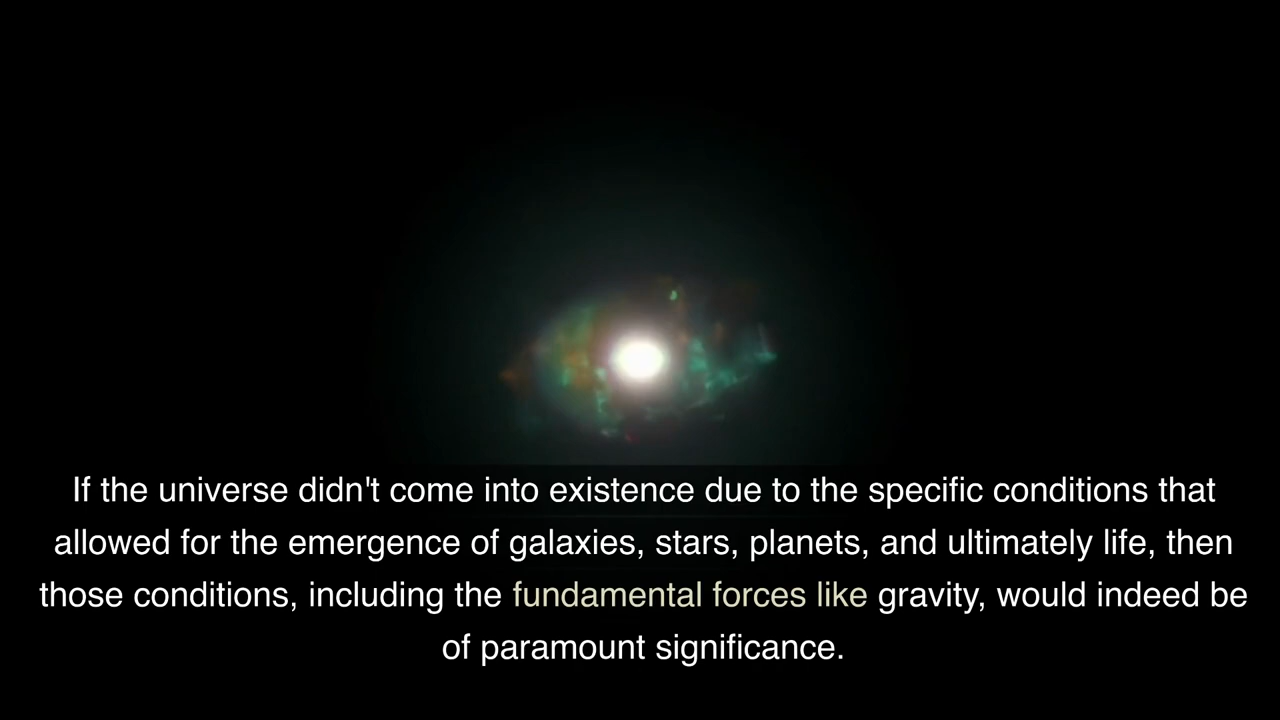 If the universe didn't come into existence due to the specific conditions that
allowed for the emergence of galaxies, stars, planets, and ultimately life, then
those conditions, including the fundamental forces like gravity, would indeed be
of paramount significance.